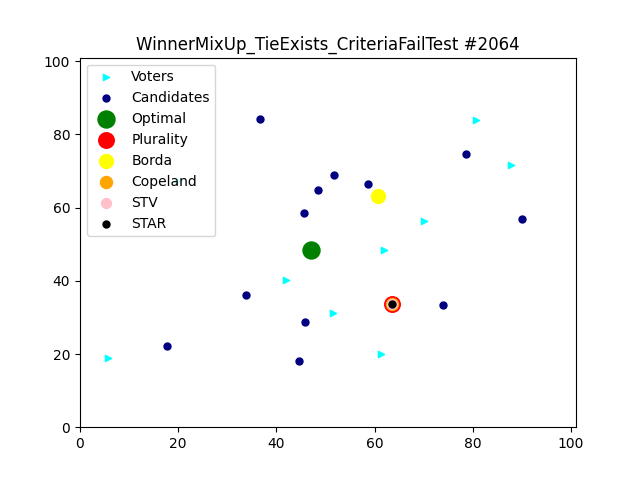 WinnerMixUp_TieExists_CriteriaFailTest #2064
100
80
60
40
20
0
Voters
Candidates
Optimal
Plurality
Borda
Copeland
STV
STAR
0 20 40 60 80 100